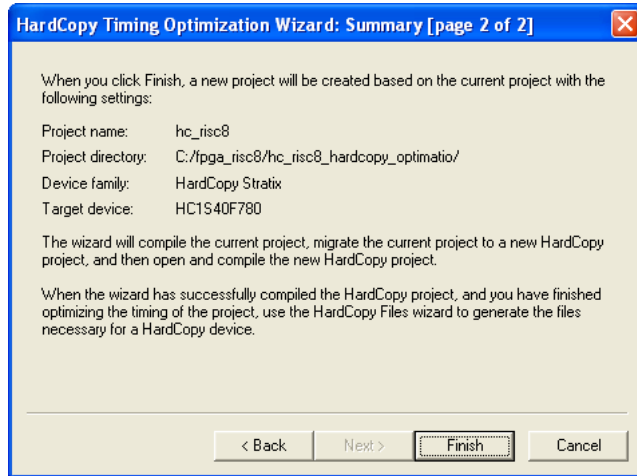 HardCopy Timing Optimization Wizard: Summary [page 2 of 2]
When you click Finish, a new project will be created based on the current project with the
following settings:
Project name: hc_risc8
Project directory: C:/fpga_risc8/hc_risc8_hardcopy_optimatio/
Device family: HardCopy Stratix
Target device: HC1S40F780
The wizard will compile the current project, migrate the current project to a new HardCopy
project, and then open and compile the new HardCopy project.
When the wizard has successfully compiled the HardCopy project, and you have finished
optimizing the timing of the project, use the HardCopy Files wizard to generate the files
necessary for a HardCopy device.
< Back Next > Finish Cancel